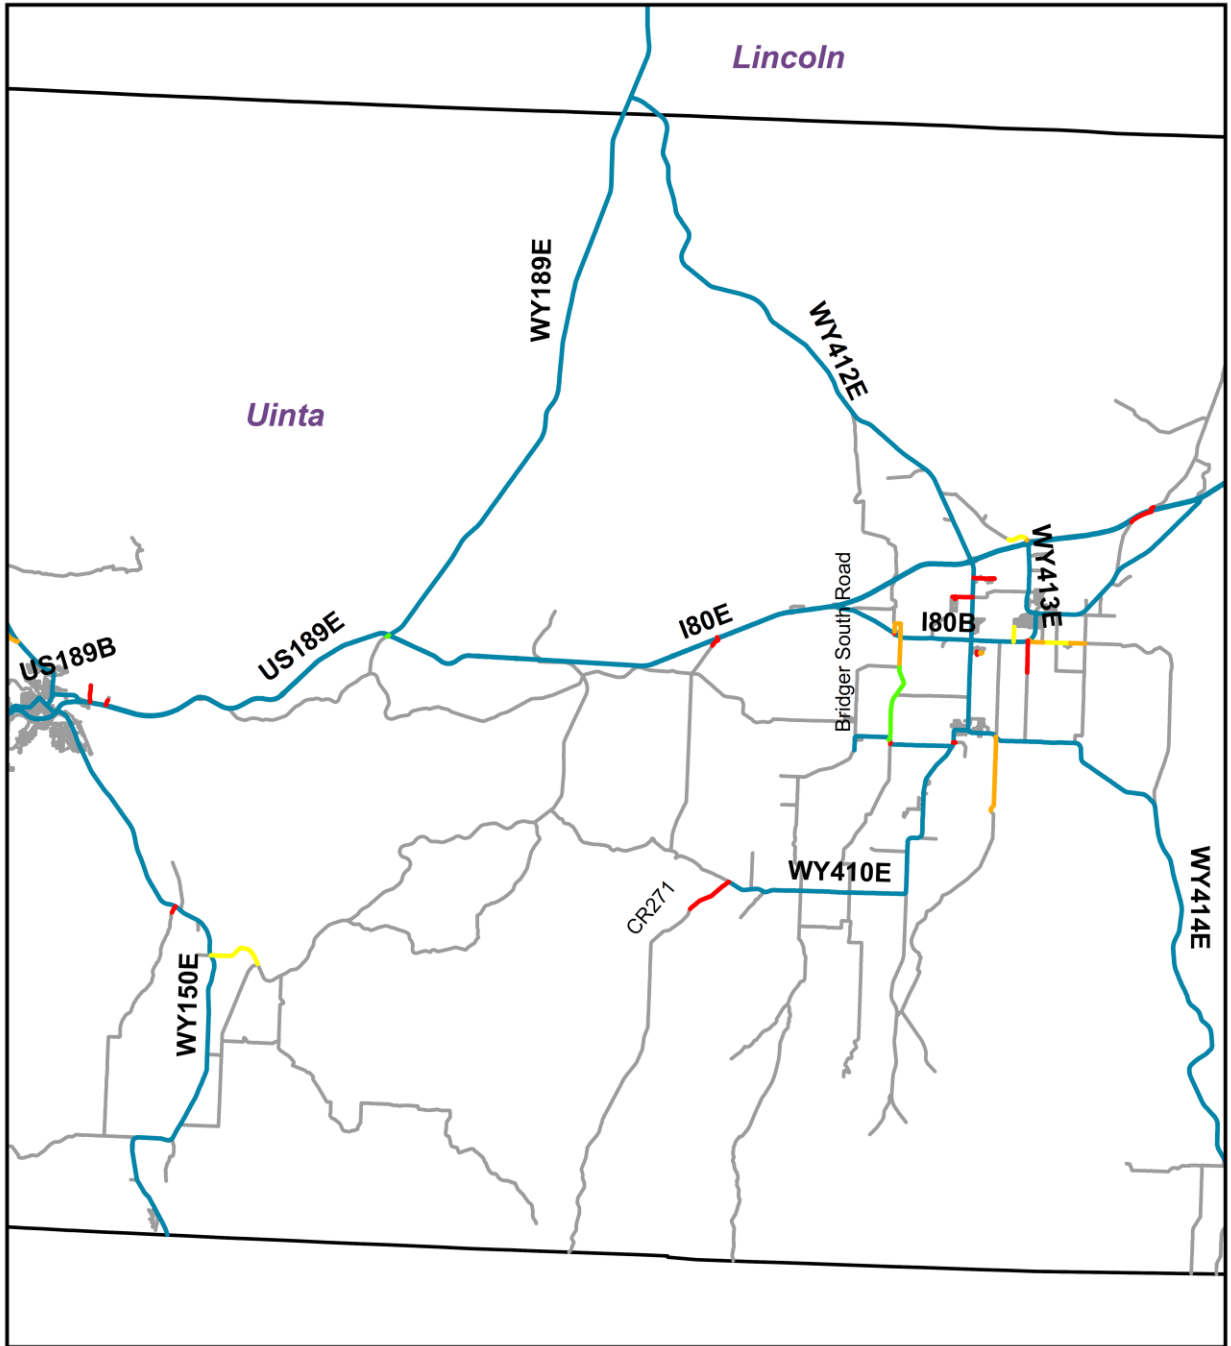 Lincoln
WY189E
WY412E
Uinta
WY413E
Bridger South Road
I80E
I80B
US189E
US189B
WY410E
CR271
WY414E
WY150E